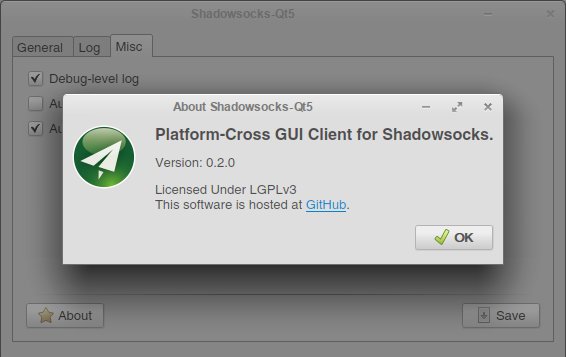 Shadowsocks-Qt5
General Log Misc
Debug-level log
Au
Au
About Shadowsocks-Qt5
Platform-Cross GUI Client for Shadowsocks.
Version: 0.2.0
Licensed Under LGPLv3
This software is hosted at GitHub.
OK
About
Save